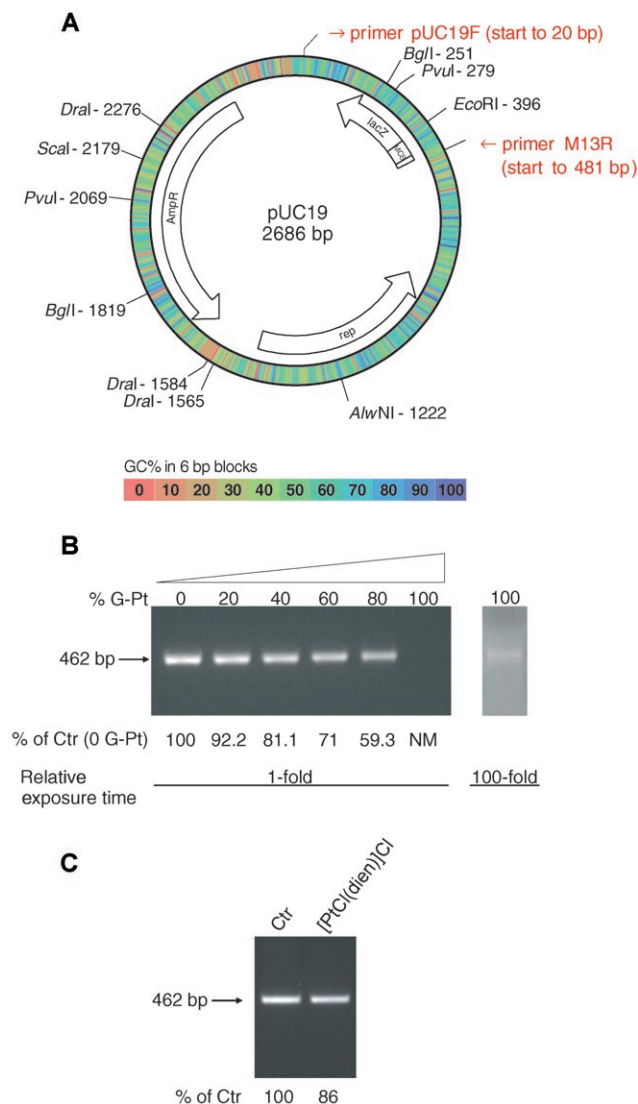 A
→ primer pUC19F (start to 20 bp)
BglI - 251
PvuI - 279
EcoRI - 396
← primer M13R
(start to 481 bp)
DraI - 2276
ScaI - 2179
PvuI - 2069
BglI - 1819
DraI - 1584
DraI - 1565
AlwNI - 1222
lacZ
MCS
AmpR
rep
pUC19
2686 bp
GC% in 6 bp blocks
0 10 20 30 40 50 60 70 80 90 100
B
% G-Pt 0 20 40 60 80 100 100
462 bp
% of Ctr (0 G-Pt) 100 92.2 81.1 71 59.3 NM
Relative
exposure time
1-fold 100-fold
C
Ctr
[PtCl(dien)]Cl
462 bp
% of Ctr 100 86